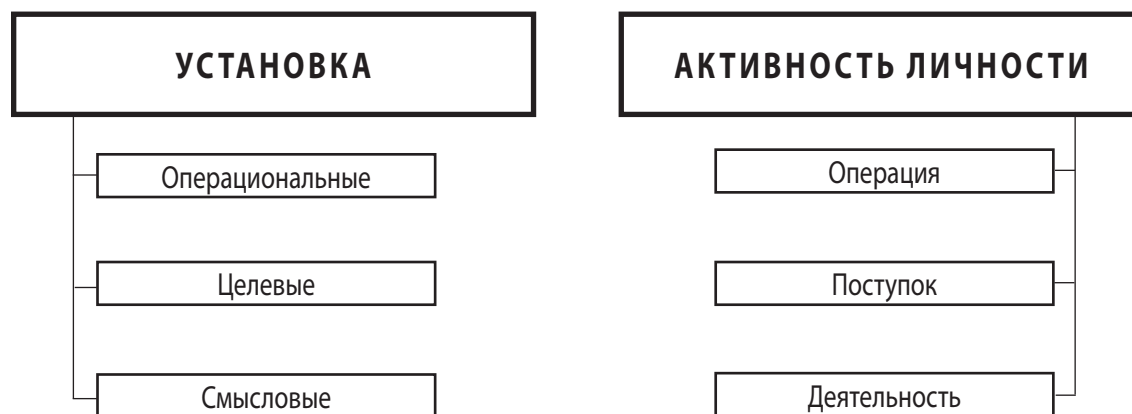 УСТАНОВКА
АКТИВНОСТЬ ЛИЧНОСТИ
Операциональные
Операция
Целевые
Поступок
Смысловые
Деятельность